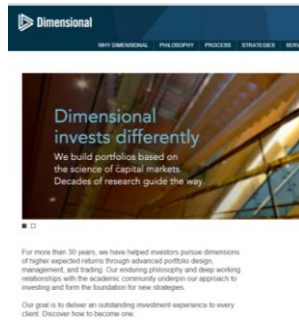 Dimensional
WHY DIMENSIONAL PHILOSOPHY PROCESS STRATEGIES
Dimensional
invests differently
We build portfolios based on
the science of capital markets.
Decades of research guide the way.
For more than 30 years, we have helped investors pursue dimensions
of higher expected returns through advanced portfolio design,
management, and trading. Our enduring philosophy and deep working
relationships with the academic community underpin our approach to
investing and form the foundation for new strategies.
Our goal is to deliver an outstanding investment experience to every
client. Discover how to become one.